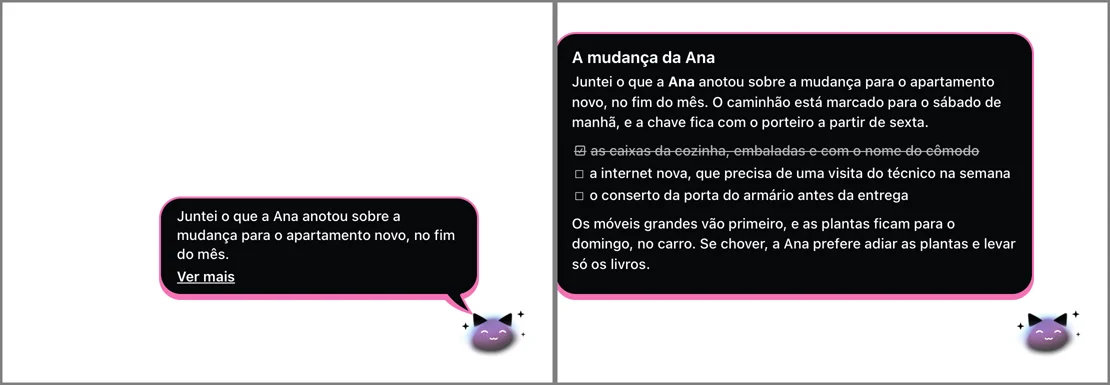 Juntei o que a Ana anotou sobre a
mudança para o apartamento novo, no fim
do mês.
Ver mais
A mudança da Ana
Juntei o que a Ana anotou sobre a mudança para o apartamento
novo, no fim do mês. O caminhão está marcado para o sábado de
manhã, e a chave fica com o porteiro a partir de sexta.
as caixas da cozinha, embaladas e com o nome do cômodo
a internet nova, que precisa de uma visita do técnico na semana
o conserto da porta do armário antes da entrega
Os móveis grandes vão primeiro, e as plantas ficam para o
domingo, no carro. Se chover, a Ana prefere adiar as plantas e levar
só os livros.